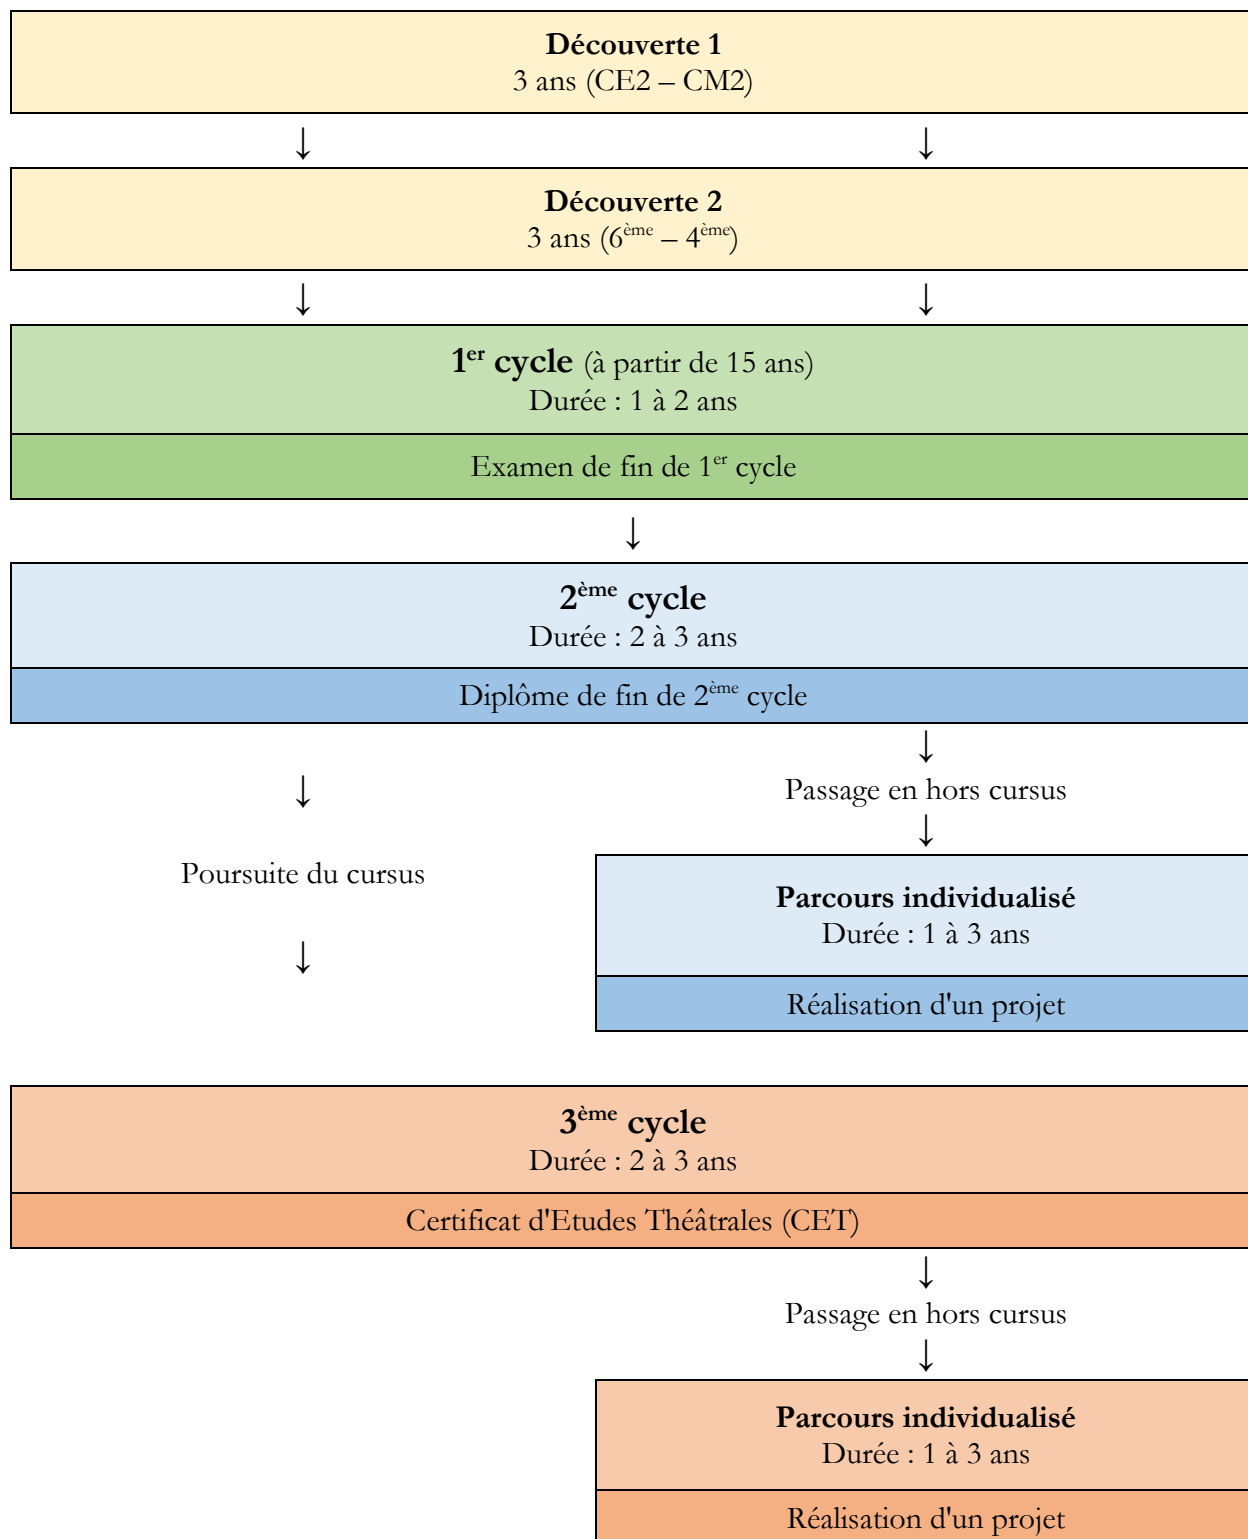 Découverte 1
3 ans (CE2 – CM2)
↓ ↓
Découverte 2
3 ans (6ème – 4ème)
↓ ↓
1er cycle (à partir de 15 ans)
Durée : 1 à 2 ans
Examen de fin de 1er cycle
↓
2ème cycle
Durée : 2 à 3 ans
Diplôme de fin de 2ème cycle
↓
↓
Passage en hors cursus
↓
Poursuite du cursus
↓
Parcours individualisé
Durée : 1 à 3 ans
Réalisation d'un projet
3ème cycle
Durée : 2 à 3 ans
Certificat d'Etudes Théâtrales (CET)
↓
Passage en hors cursus
↓
Parcours individualisé
Durée : 1 à 3 ans
Réalisation d'un projet